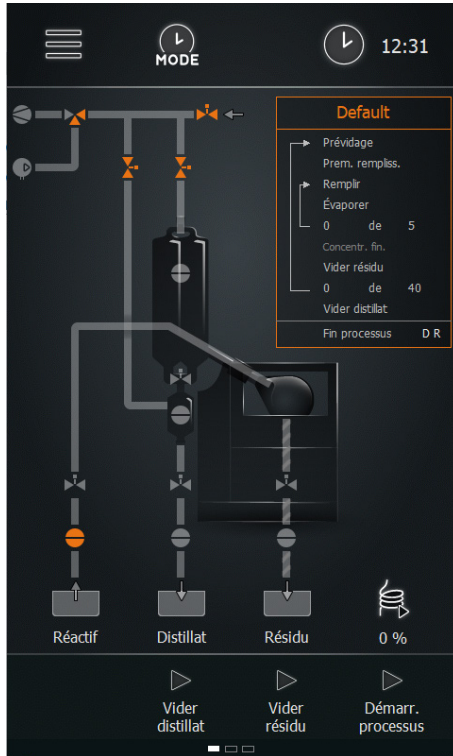 MODE
12:31
Default
Prévidage
Prem. rempliss.
Remplir
Évaporer
0 de 5
Concentr. fin.
Vider résidu
0 de 40
Vider distillat
Fin processus D R
Réactif
Distillat
Résidu
0 %
Vider
distillat
Vider
résidu
Démarr.
processus